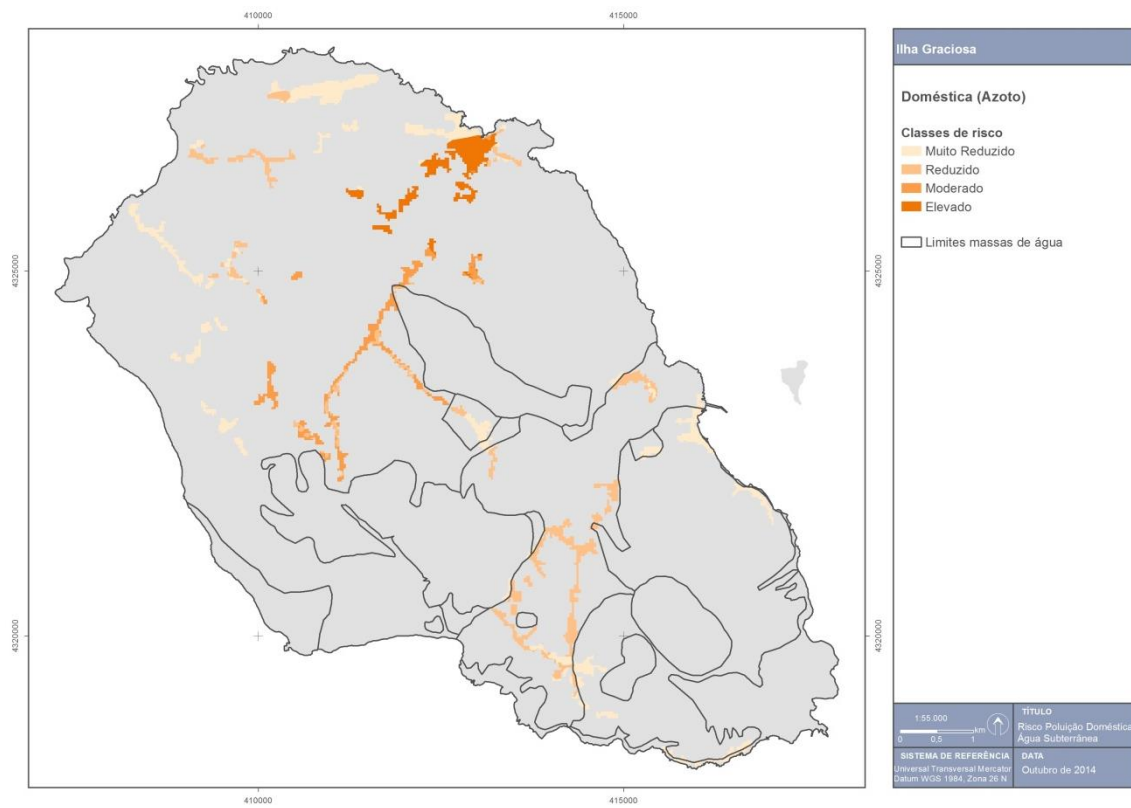 410000
415000
Ilha Graciosa
Doméstica (Azoto)
Classes de risco
Muito Reduzido
Reduzido
Moderado
Elevado
Limites massas de água
4325000
4325000
4320000
4320000
1:55.000
km
0 0,5 1
TÍTULO
Risco Poluição Doméstica
Água Subterrânea
SISTEMA DE REFERÊNCIA
Universal Transversal Mercator
Datum WGS 1984, Zona 26 N
DATA
Outubro de 2014
410000
415000